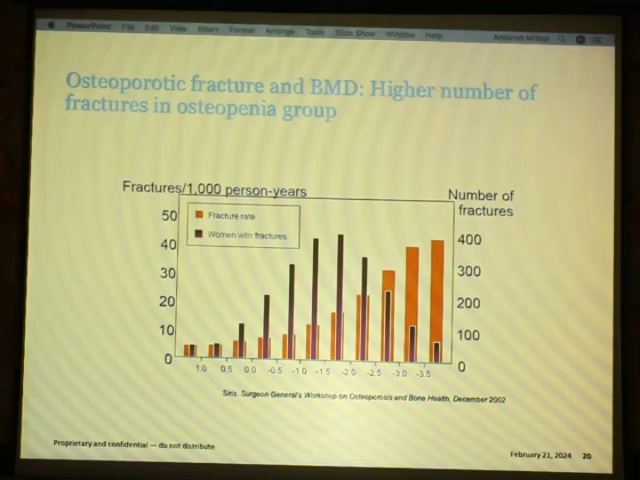 PowerPoint File Edit View Insert Format Arrange Tools Slide Show Window Help Ambrish Mithal
Osteoporotic fracture and BMD: Higher number of
fractures in osteopenia group
Fractures/1,000 person-years
Number of
fractures
Fracture rate
Women with fractures
50
40
30
20
10
0
400
300
200
100
0
1.0 0.5 0.0 -0.5 -1.0 -1.5 -2.0 -2.5 -3.0 -3.5
Siris. Surgeon General's Workshop on Osteoporosis and Bone Health, December 2002
Proprietary and confidential — do not distribute
February 21, 2024 20